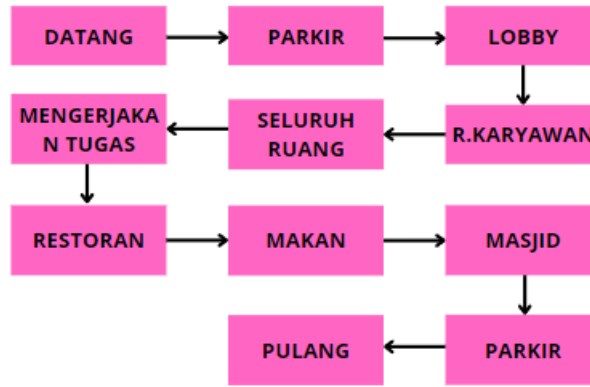 DATANG
PARKIR
LOBBY
R.KARYAWAN
SELURUH
RUANG
MENGERJAKA
N TUGAS
RESTORAN
MAKAN
MASJID
PARKIR
PULANG